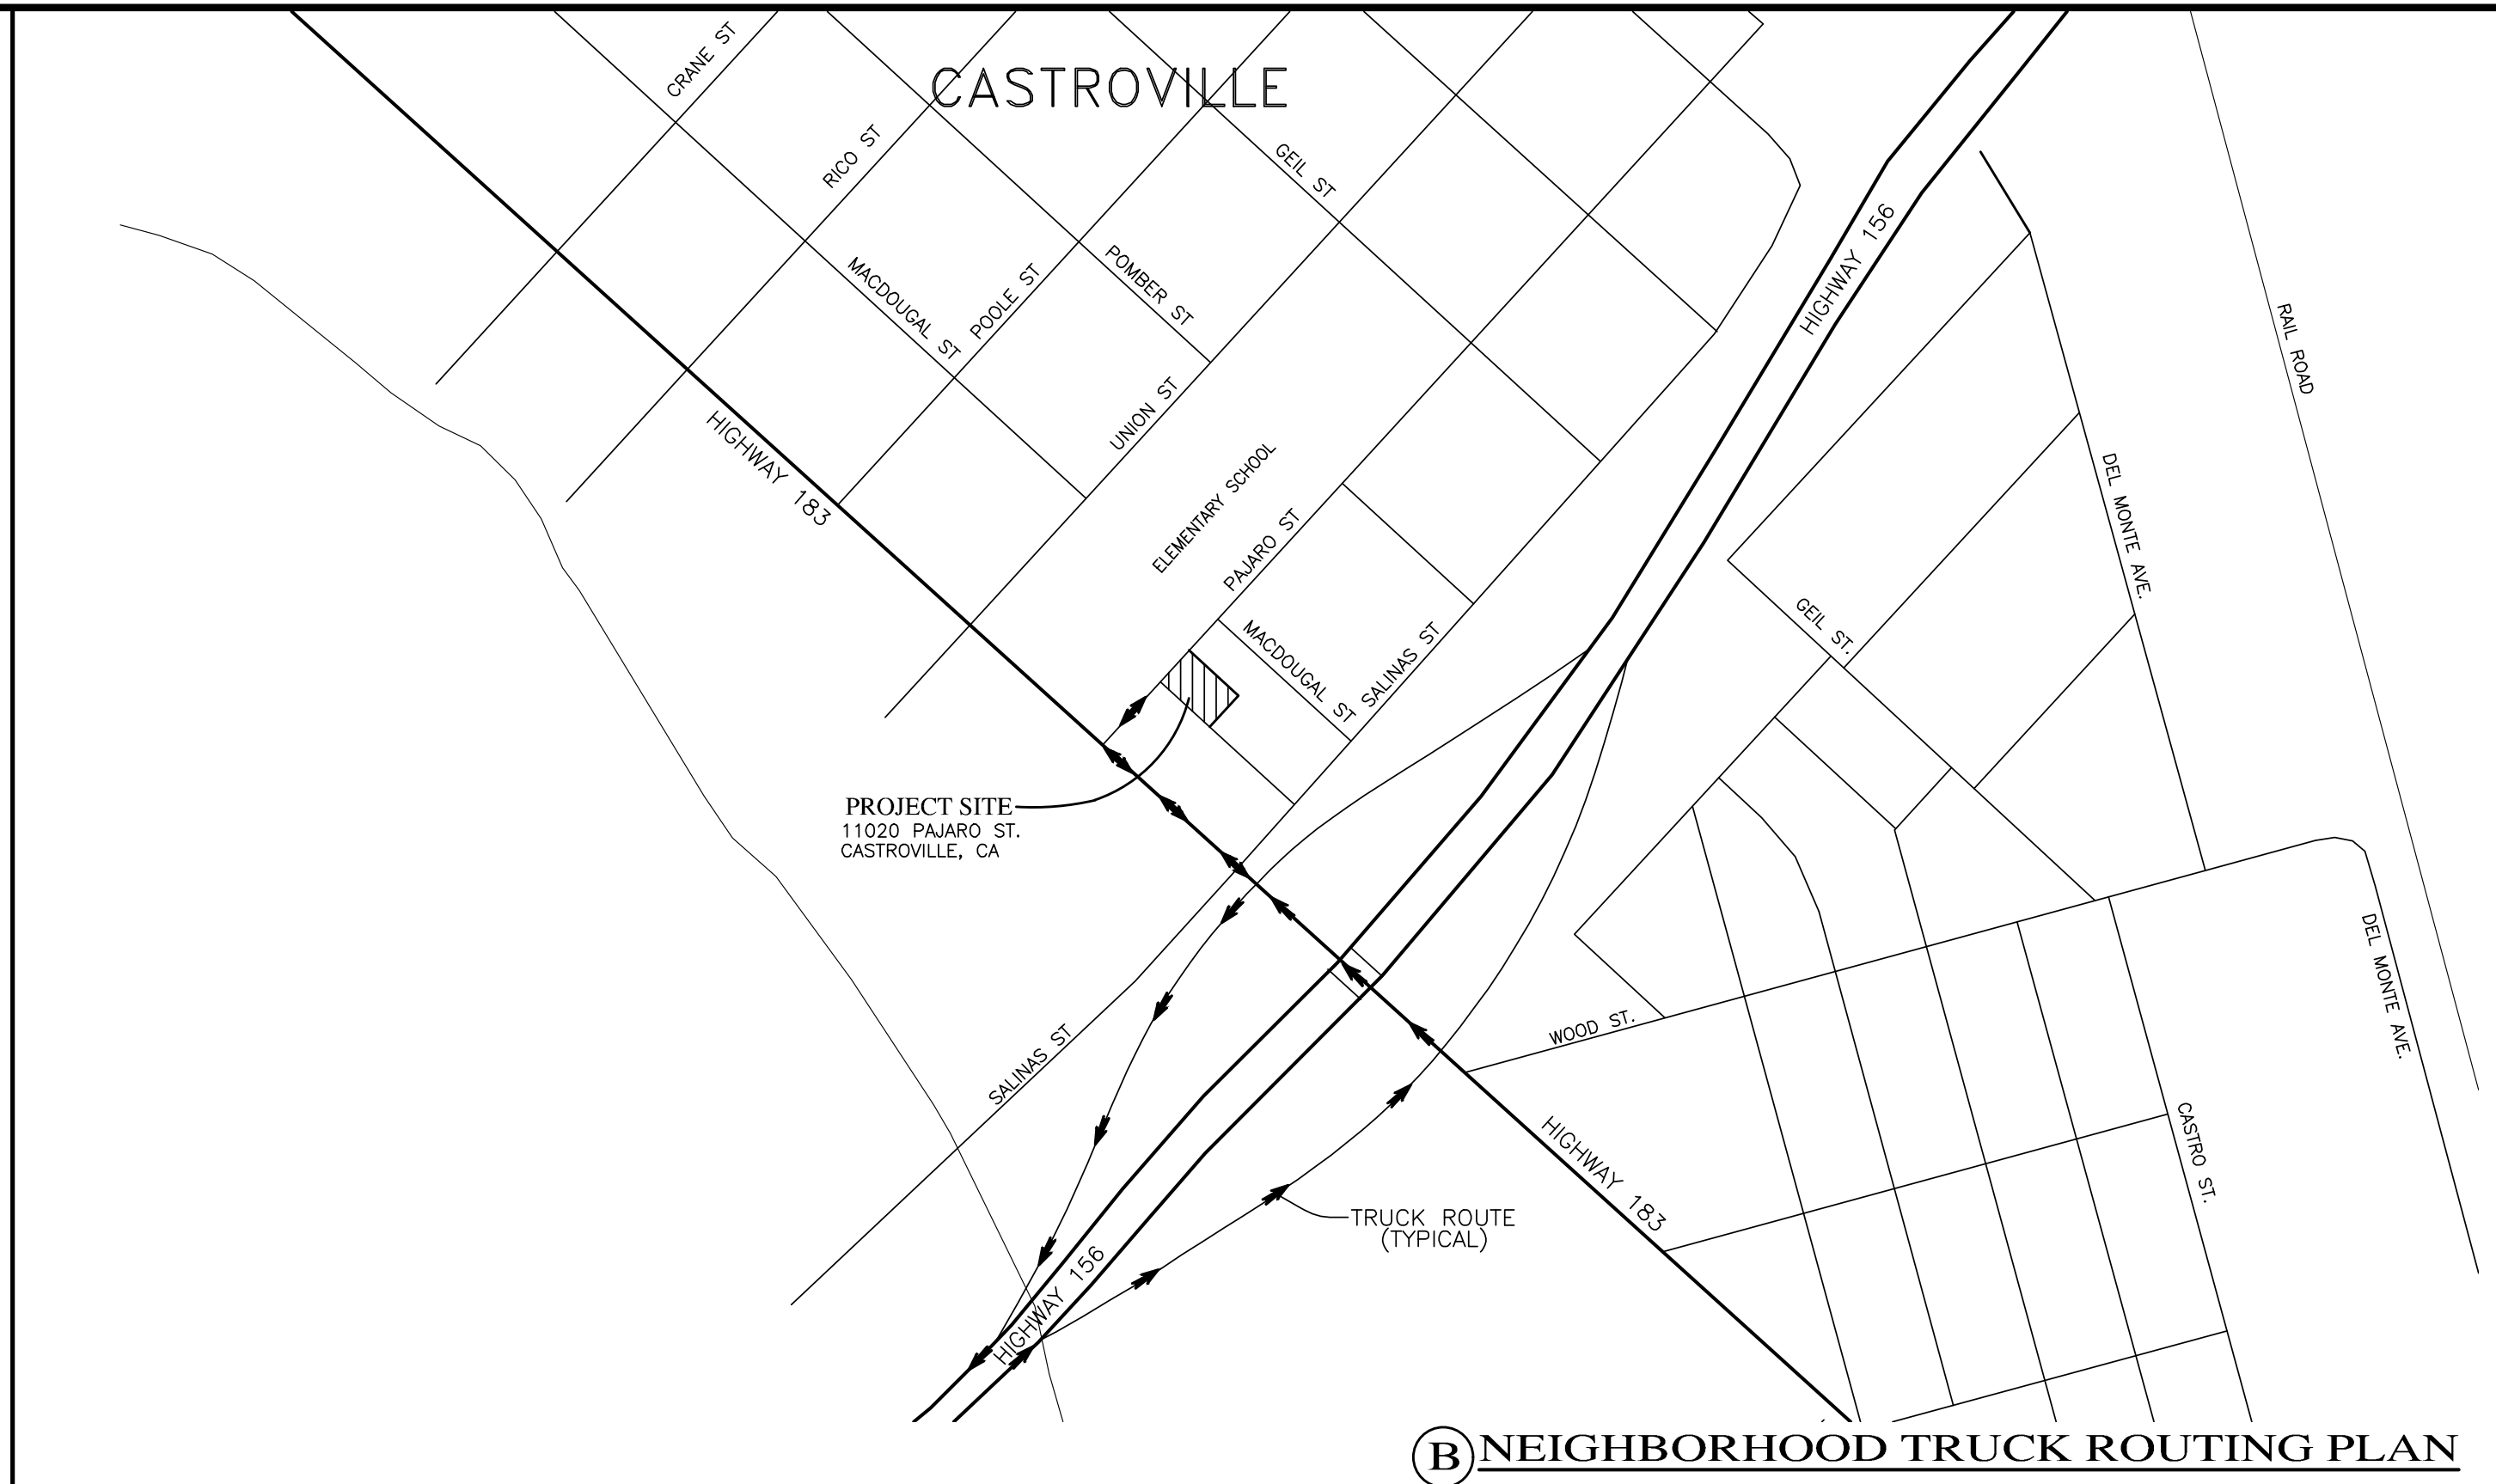 CRANE ST
CASTROVILLE
RICO ST
GEIL ST
HIGHWAY 156
MACDOUGAL ST
POOLE ST
POMBER ST
RAIL ROAD
HIGHWAY 183
UNION ST
ELEMENTARY SCHOOL
PAJARO ST
DEL MONTE AVE.
GEIL ST.
MACDOUGAL ST
SALINAS ST
PROJECT SITE
11020 PAJARO ST.
CASTROVILLE, CA
DEL MONTE AVE.
WOOD ST.
SALINAS ST
CASTRO ST.
HIGHWAY 183
TRUCK ROUTE
(TYPICAL)
HIGHWAY 156
B NEIGHBORHOOD TRUCK ROUTING PLAN